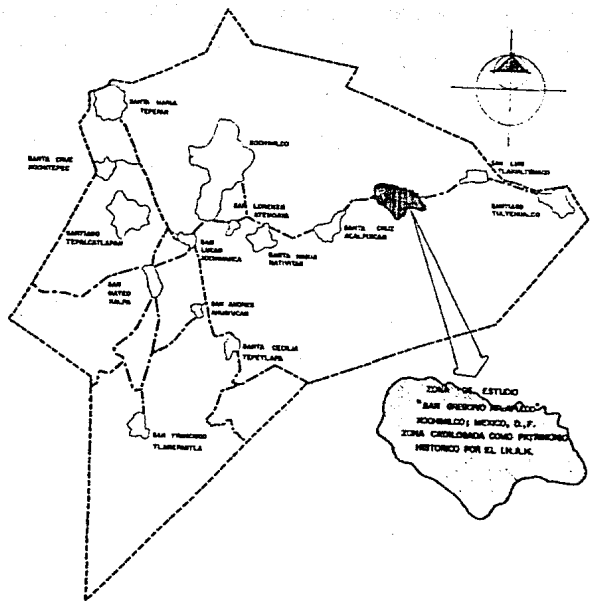 SANTA MARIA
TEPEPAN
SANTA CRUZ
XOCHITEPEC
XOCHIMILCO
SAN LUIS
TLAXIALTEMALCO
SANTIAGO
TULYEHUALCO
SAN LORENZO
ATEMOAYA
SANTIAGO
TEPALCATLALPAN
SANTA CRUZ
ACALPIXCAN
SAN
LUCAS
XOCHIMANCA
SANTA MARIA
NATIVITAS
SAN
MATEO
XALPA
SAN ANDRES
AHUAYUCAN
SANTA CECILIA
TEPETLAPA
SAN FRANCISCO
TLALNEPANTLA
ZONA DE ESTUDIO
"SAN GREGORIO ATLAPULCO"
XOCHIMILCO; MEXICO, D.F.
ZONA CATALOGADA COMO PATRIMONIO
HISTORICO POR EL I.N.A.H.